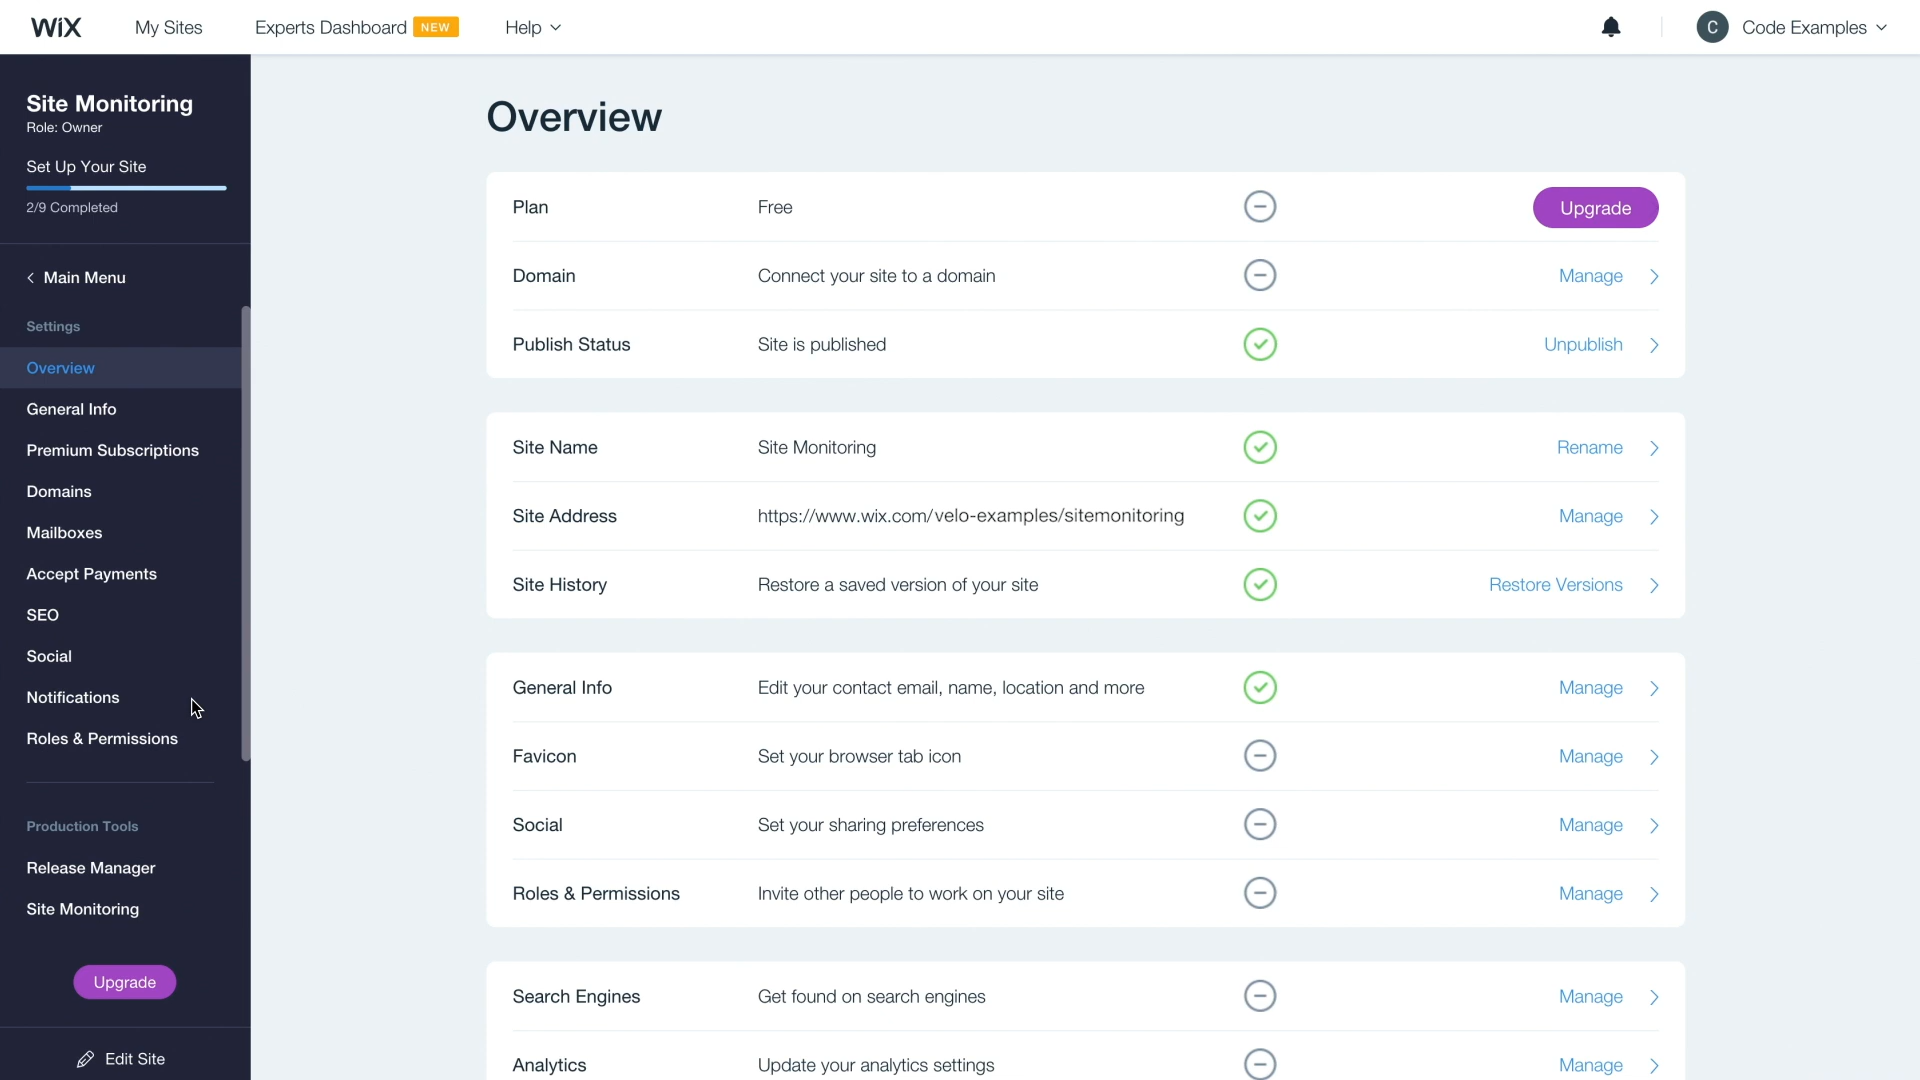 WiX
My Sites
Experts Dashboard NEW
Help
C Code Examples
Site Monitoring
Role: Owner
Set Up Your Site
2/9 Completed
Main Menu
Settings
Overview
General Info
Premium Subscriptions
Domains
Mailboxes
Accept Payments
SEO
Social
Notifications
Roles & Permissions
Production Tools
Release Manager
Site Monitoring
Upgrade
Edit Site
Overview
Plan Free Upgrade
Domain Connect your site to a domain Manage
Publish Status Site is published Unpublish
Site Name Site Monitoring Rename
Site Address https://www.wix.com/velo-examples/sitemonitoring Manage
Site History Restore a saved version of your site Restore Versions
General Info Edit your contact email, name, location and more Manage
Favicon Set your browser tab icon Manage
Social Set your sharing preferences Manage
Roles & Permissions Invite other people to work on your site Manage
Search Engines Get found on search engines Manage
Analytics Update your analytics settings Manage